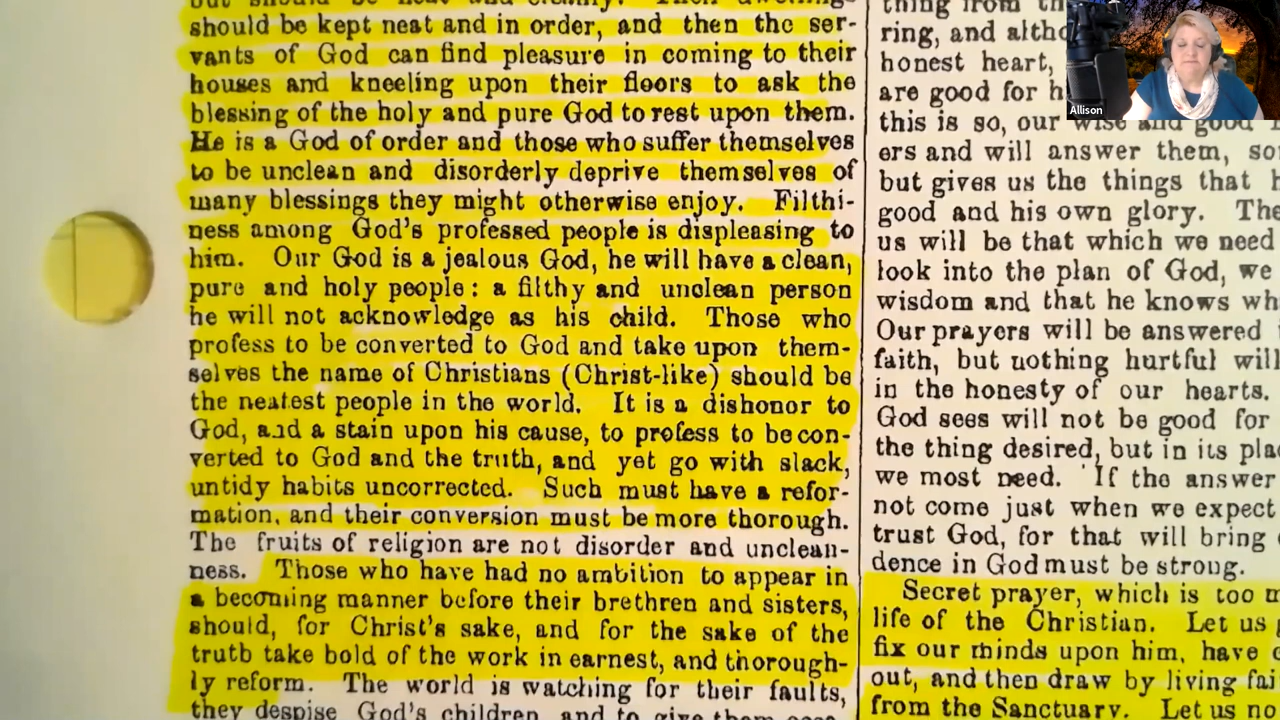 should be kept neat and in order, and then the ser-
vants of God can find pleasure in coming to their
houses and kneeling upon their floors to ask the
blessing of the holy and pure God to rest upon them.
He is a God of order and those who suffer themselves
to be unclean and disorderly deprive themselves of
many blessings they might otherwise enjoy. Filthi-
ness among God's professed people is displeasing to
him. Our God is a jealous God, he will have a clean,
pure and holy people: a filthy and unclean person
he will not acknowledge as his child. Those who
profess to be converted to God and take upon them-
selves the name of Christians (Christ-like) should be
the neatest people in the world. It is a dishonor to
God, and a stain upon his cause, to profess to be con-
verted to God and the truth, and yet go with slack,
untidy habits uncorrected. Such must have a refor-
mation, and their conversion must be more thorough.
The fruits of religion are not disorder and unclean-
ness. Those who have had no ambition to appear in
a becoming manner before their brethren and sisters,
should, for Christ's sake, and for the sake of the
truth take hold of the work in earnest, and thorough-
ly reform. The world is watching for their faults,
they despise God's children, and to give them
thing from
ring, and
honest heart,
are good for
this is so, our wise and good
ers and will answer them,
but gives us the things that
good and his own glory. The
us will be that which we need
look into the plan of God, we
wisdom and that he knows
Our prayers will be answered
faith, but nothing hurtful will
in the honesty of our hearts.
God sees will not be good for
the thing desired, but in its
we most need. If the answer
not come just when we expect
trust God, for that will bring
dence in God must be strong.
Secret prayer, which is too
life of the Christian. Let us
fix our minds upon him, have
out, and then draw by living
from the Sanctuary. Let us
Allison